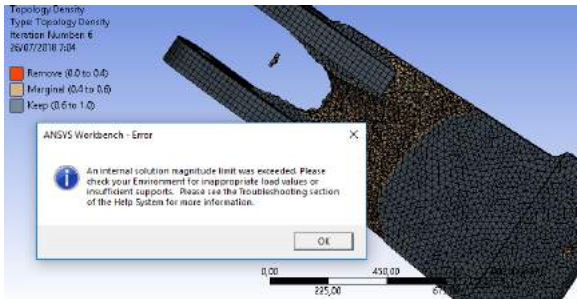 Topology Density
Type: Topology Density
Iteration Number 6
26/07/2018 7:04
Remove (0.0 to 0.4)
Marginal (0.4 to 0.6)
Keep (0.6 to 1.0)
ANSYS Workbench - Error
An internal solution magnitude limit was exceeded. Please
check your Environment for inappropriate load values or
insufficient supports. Please see the Troubleshooting section
of the Help System for more information.
OK
0,00
450,00
225,00